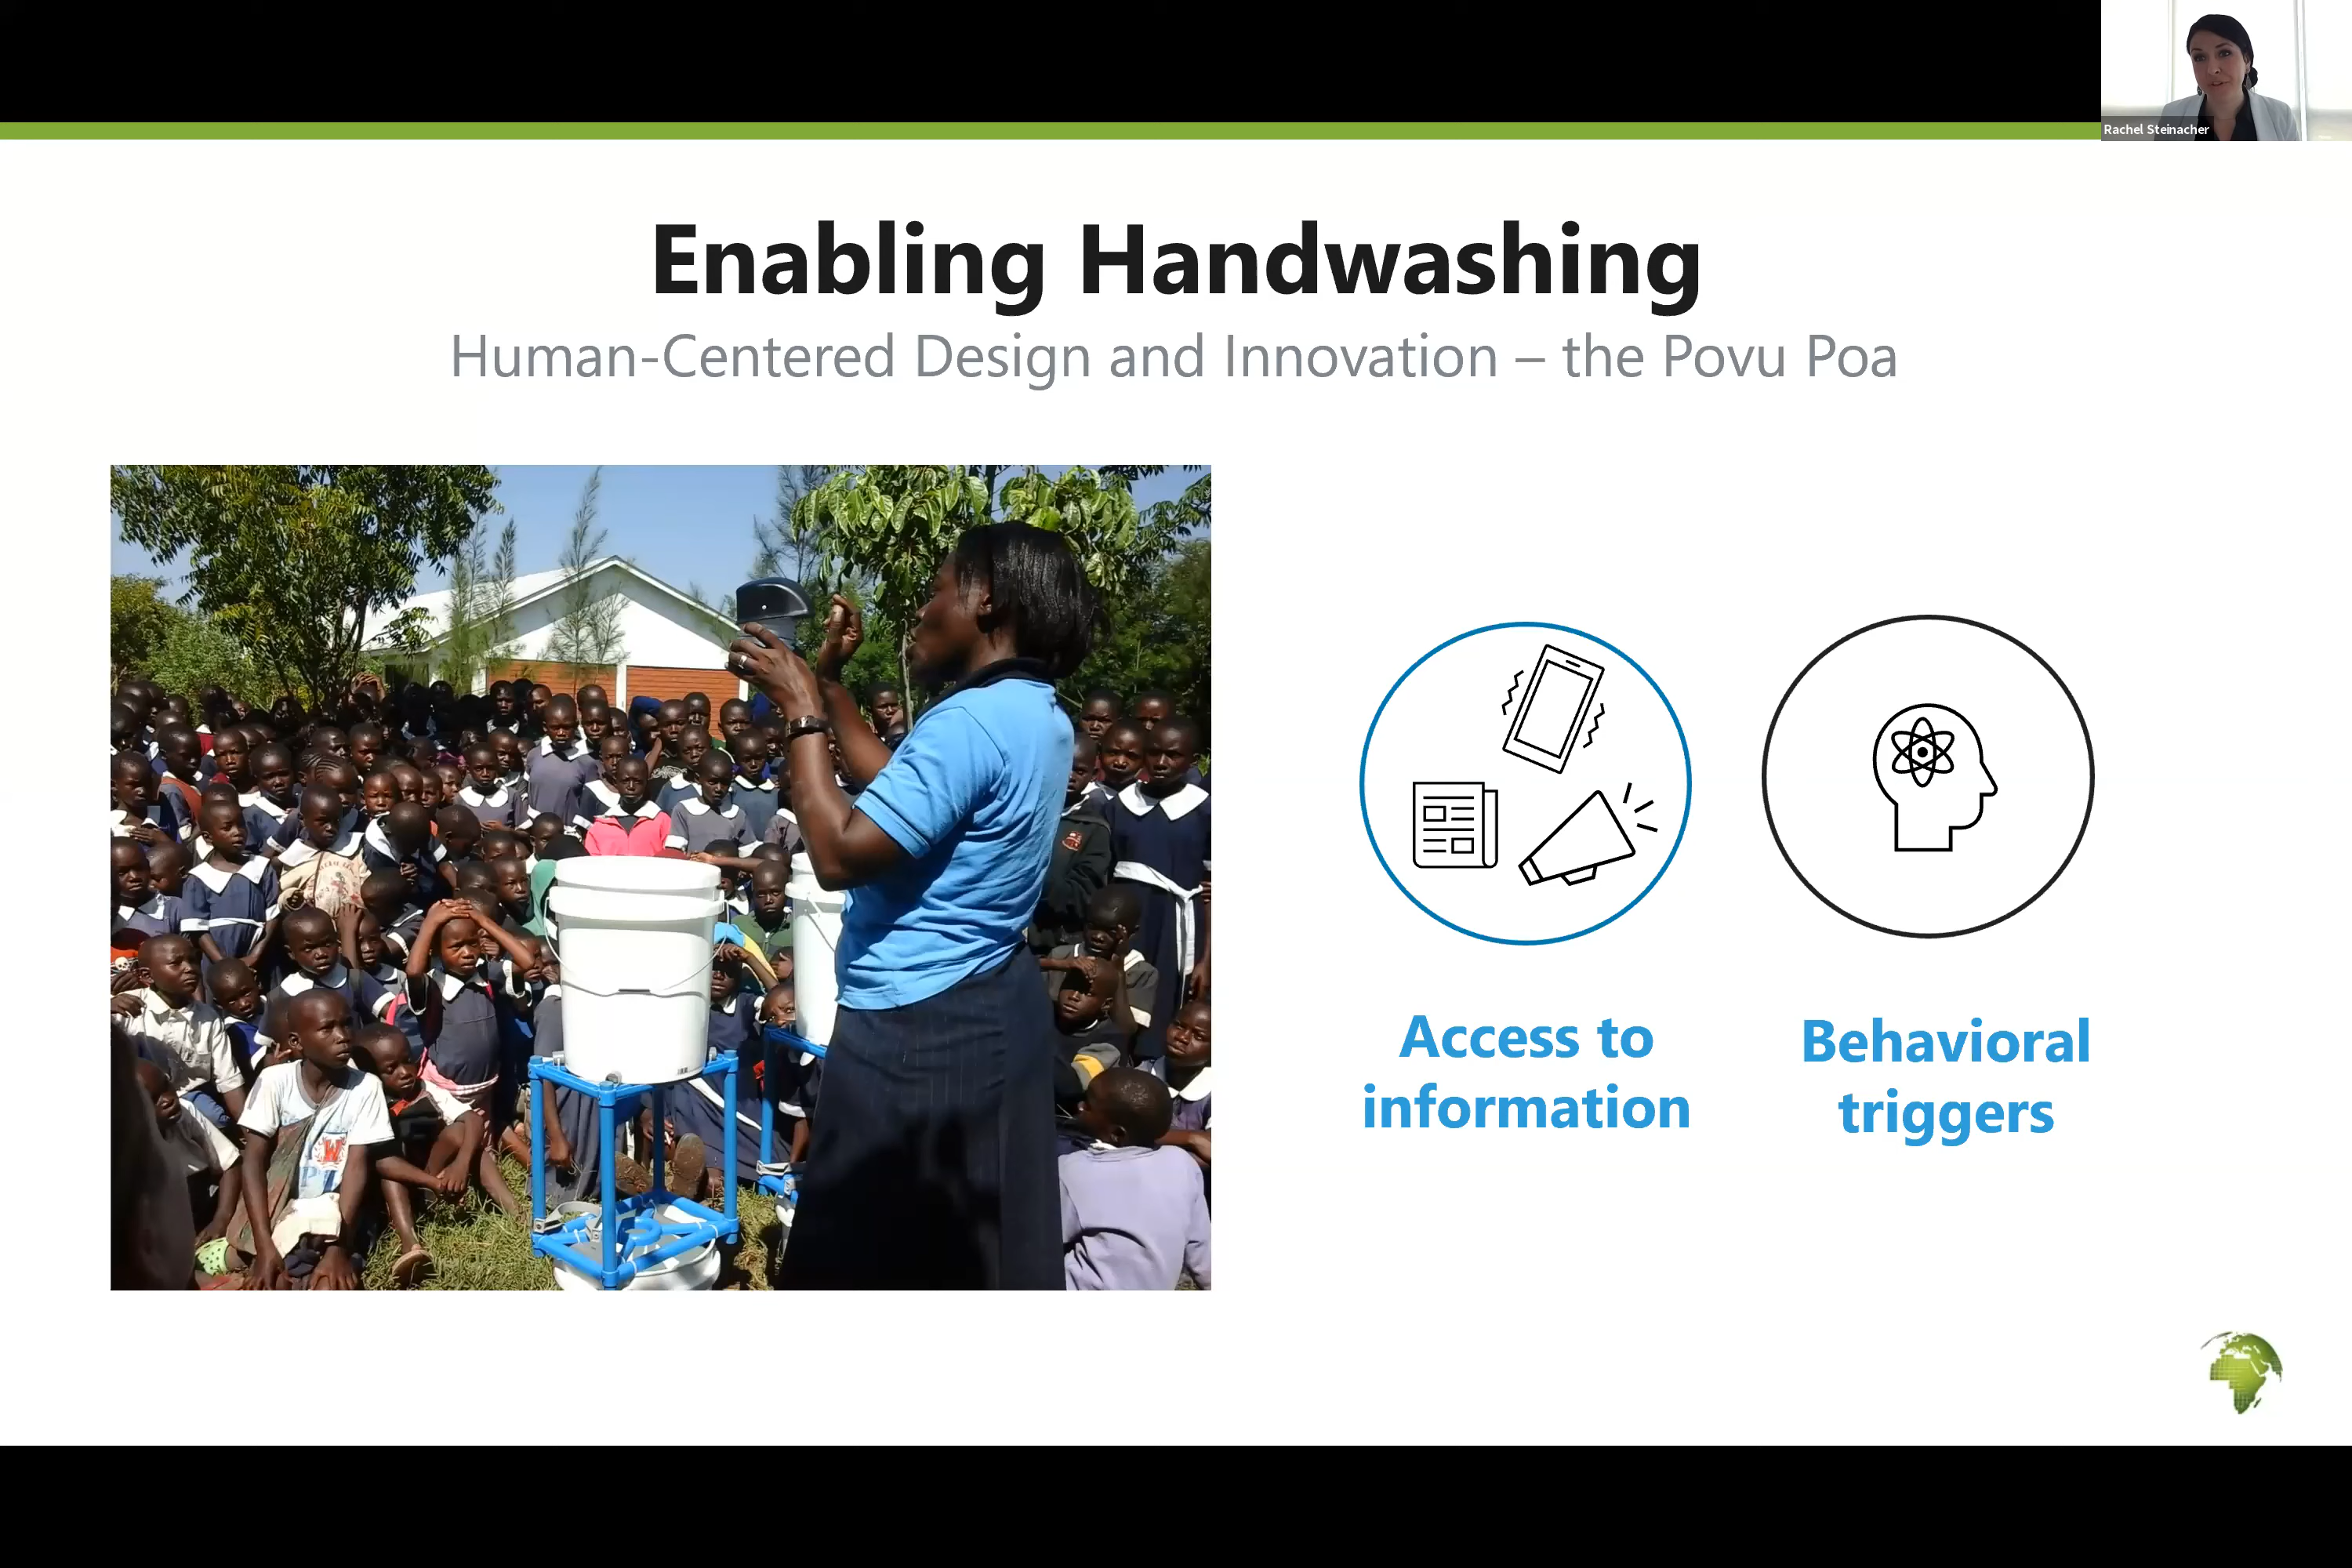 Rachel Steinacher
Enabling Handwashing
Human-Centered Design and Innovation – the Povu Poa
W
Access to
information
Behavioral
triggers